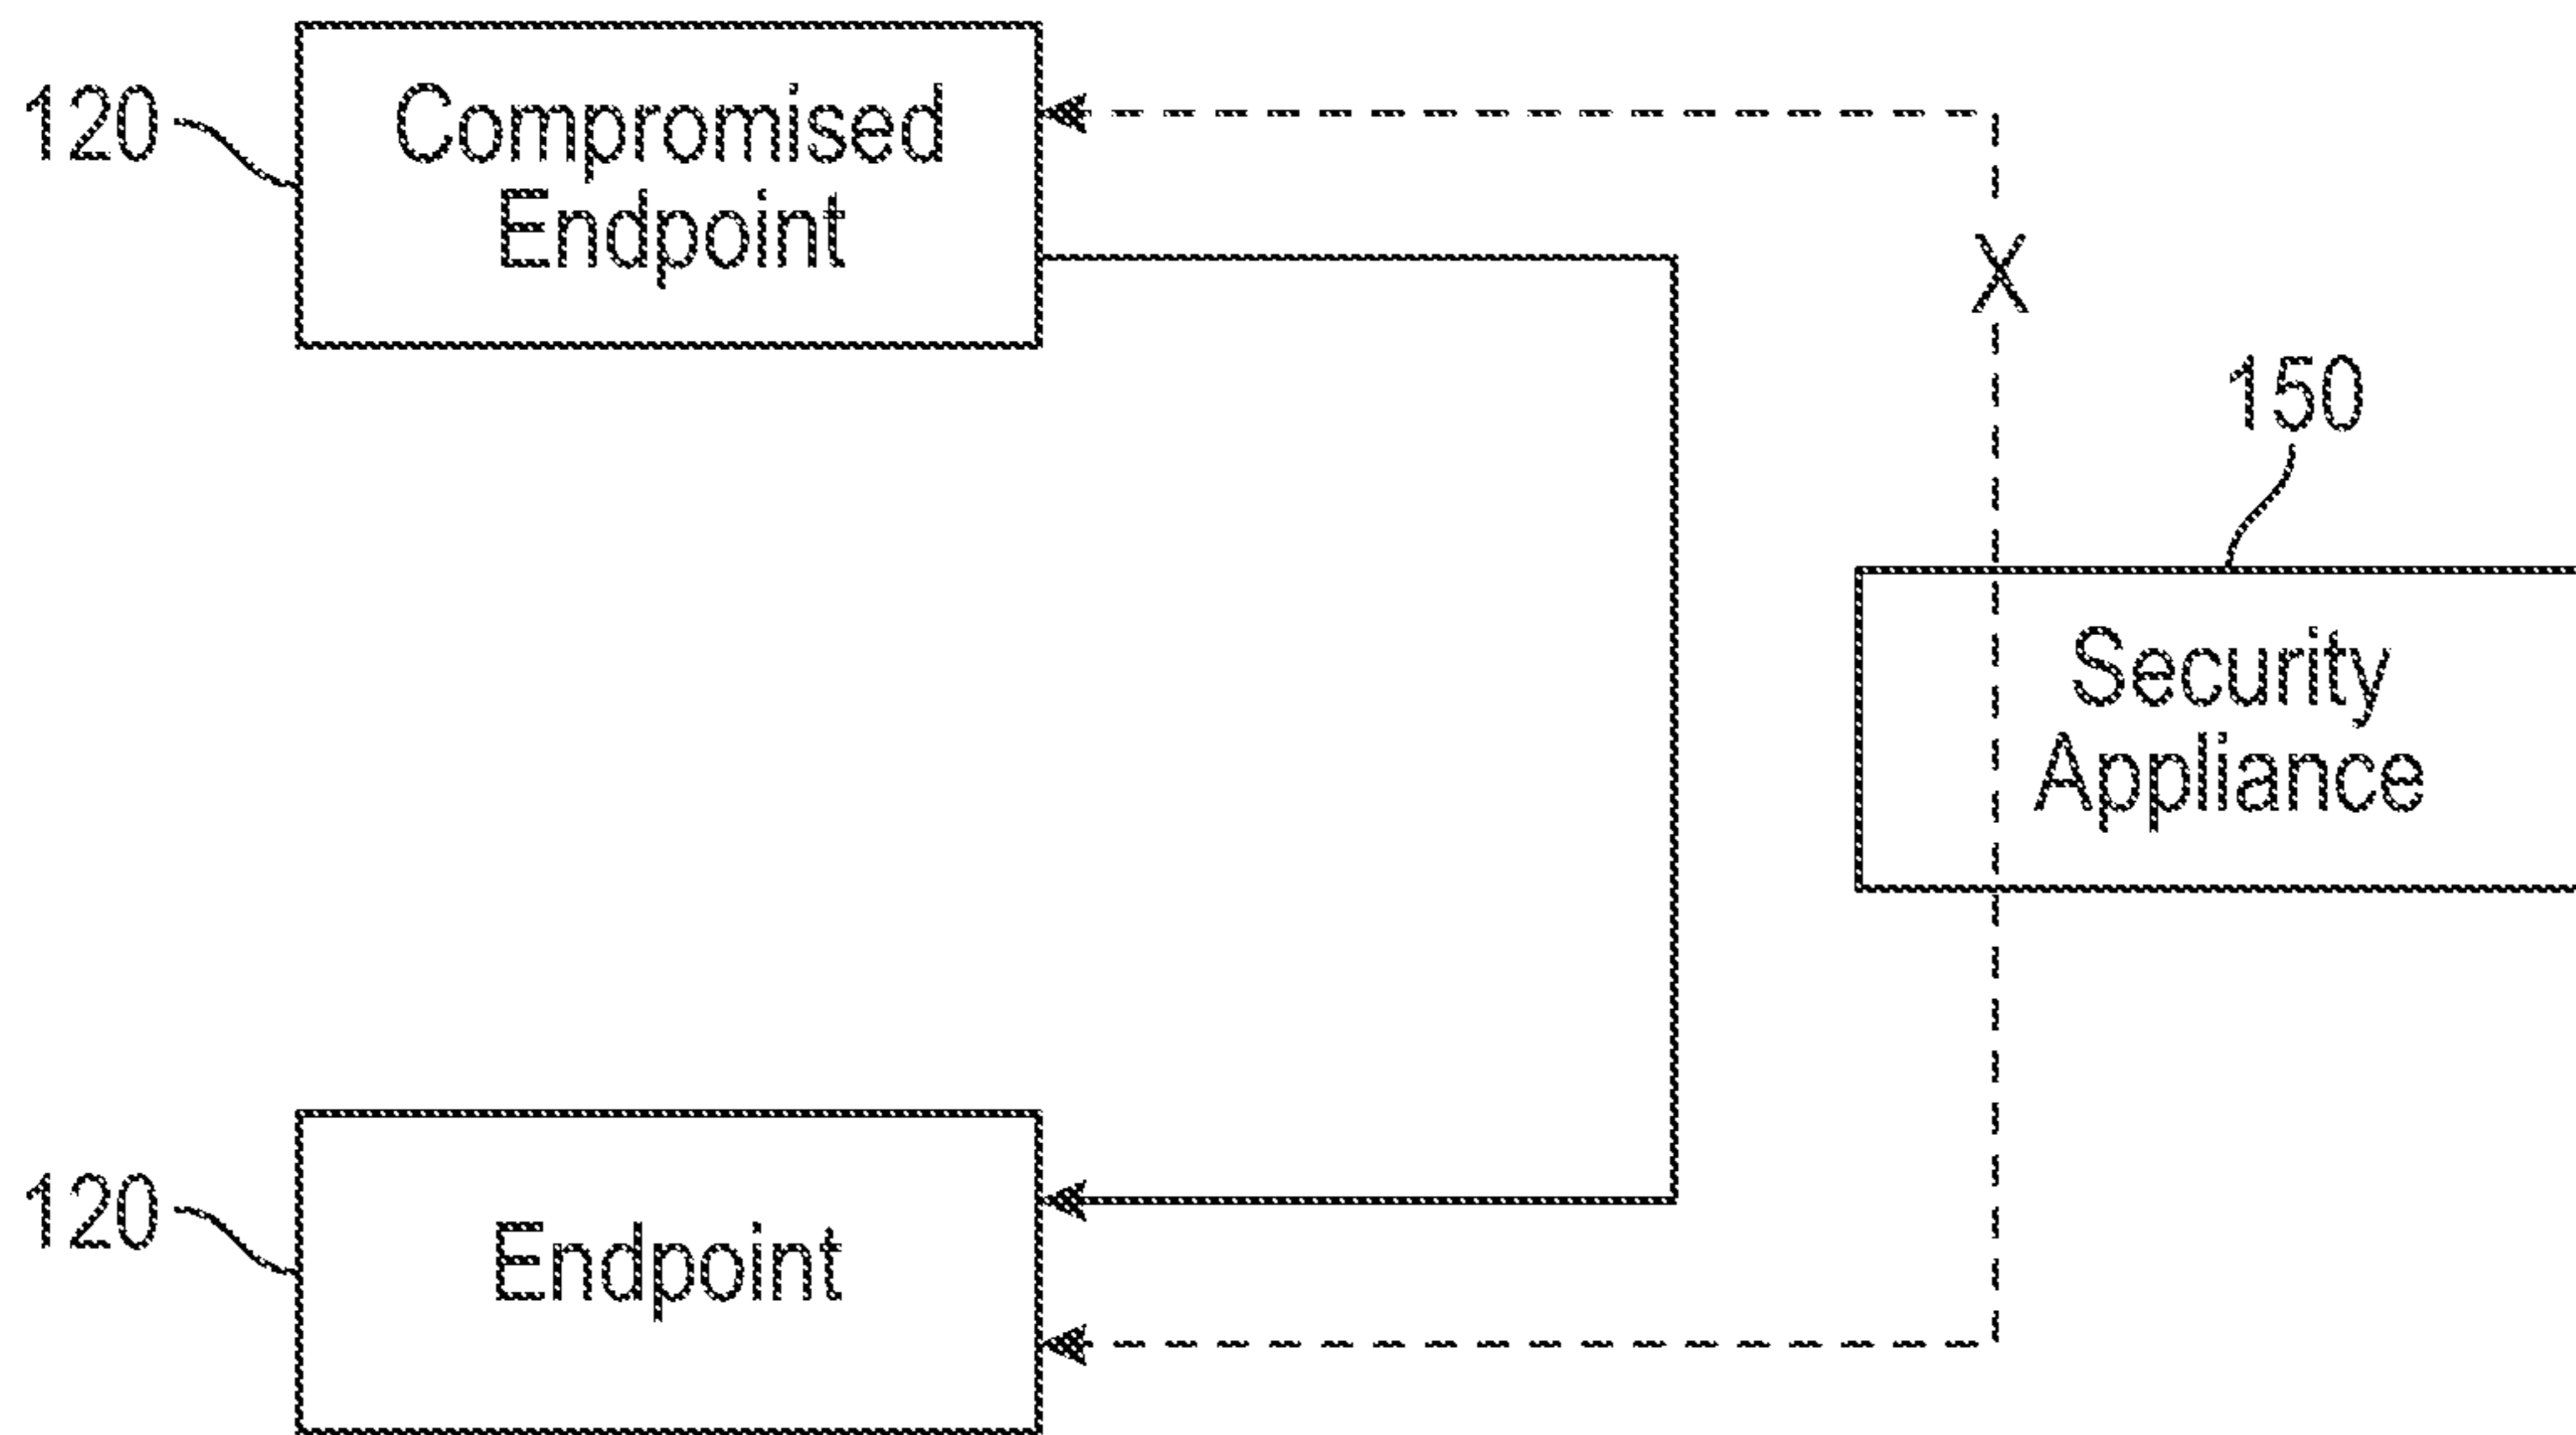 120
Compromised
Endpoint
X
150
Security
Appliance
120
Endpoint